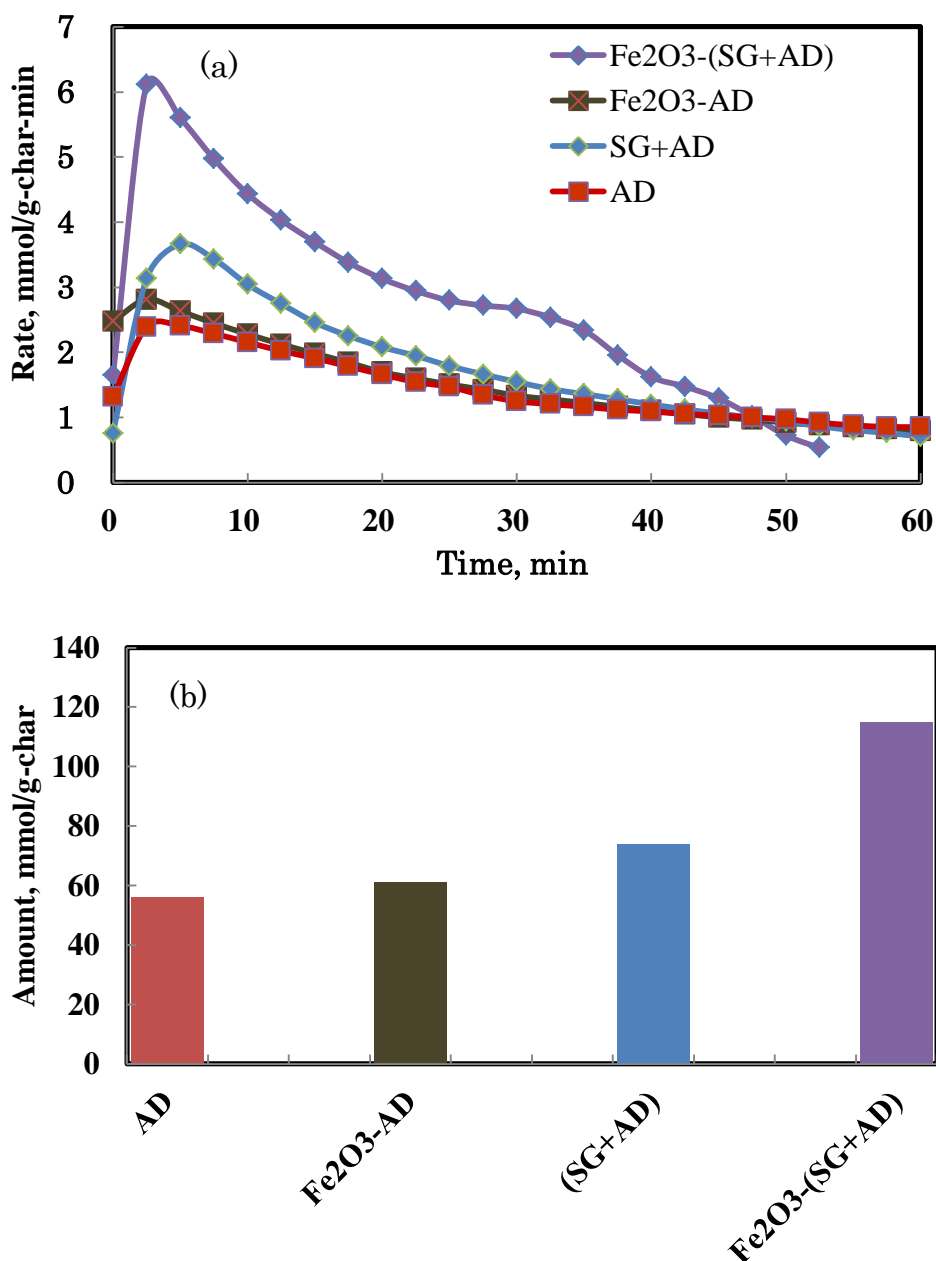 7
6
5
4
3
2
1
0
Rate, mmol/g-char-min
(a)
Fe2O3-(SG+AD)
Fe2O3-AD
SG+AD
AD
0 10 20 30 40 50 60
Time, min
140
120
100
80
60
40
20
0
Amount, mmol/g-char
(b)
AD
Fe2O3-AD
(SG+AD)
Fe2O3-(SG+AD)